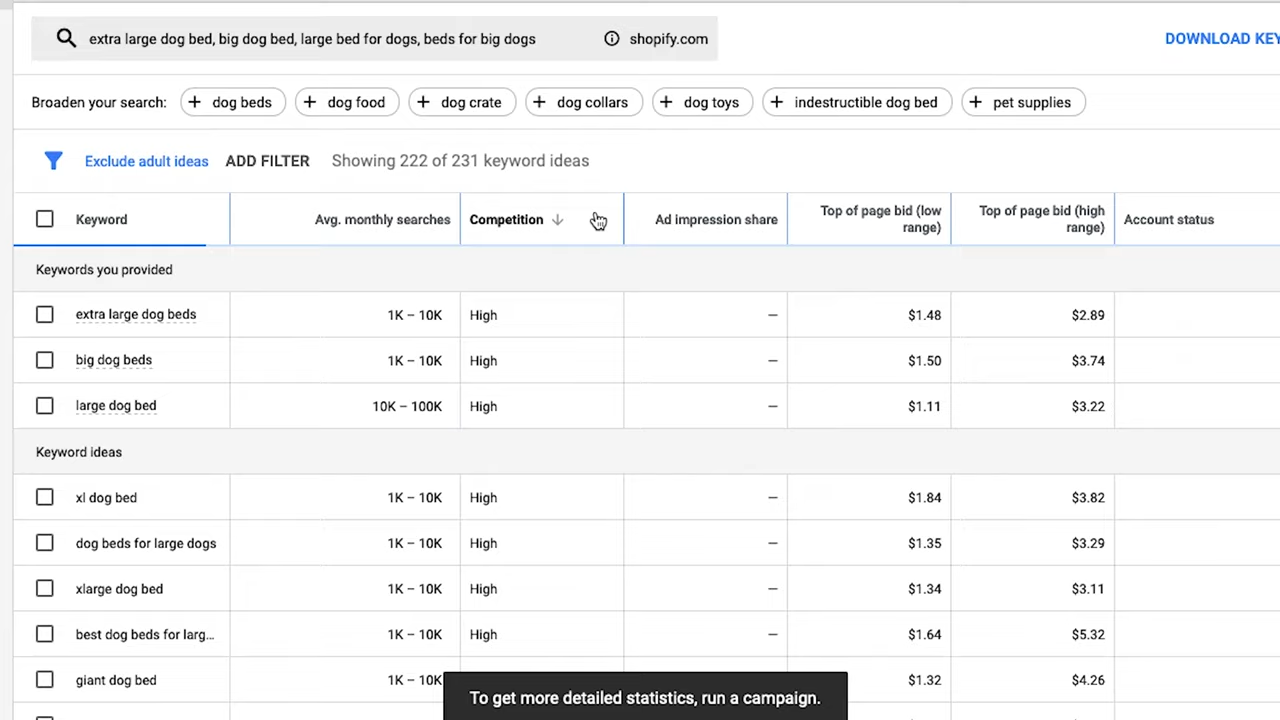 extra large dog bed, big dog bed, large bed for dogs, beds for big dogs shopify.com DOWNLOAD KEY
Broaden your search: + dog beds + dog food + dog crate + dog collars + dog toys + indestructible dog bed + pet supplies
Exclude adult ideas ADD FILTER Showing 222 of 231 keyword ideas
Keyword Avg. monthly searches Competition Ad impression share Top of page bid (low range) Top of page bid (high range) Account status
Keywords you provided
extra large dog beds 1K – 10K High – $1.48 $2.89
big dog beds 1K – 10K High – $1.50 $3.74
large dog bed 10K – 100K High – $1.11 $3.22
Keyword ideas
xl dog bed 1K – 10K High – $1.84 $3.82
dog beds for large dogs 1K – 10K High – $1.35 $3.29
xlarge dog bed 1K – 10K High – $1.34 $3.11
best dog beds for larg... 1K – 10K High – $1.64 $5.32
giant dog bed 1K – 10K $1.32 $4.26
To get more detailed statistics, run a campaign.